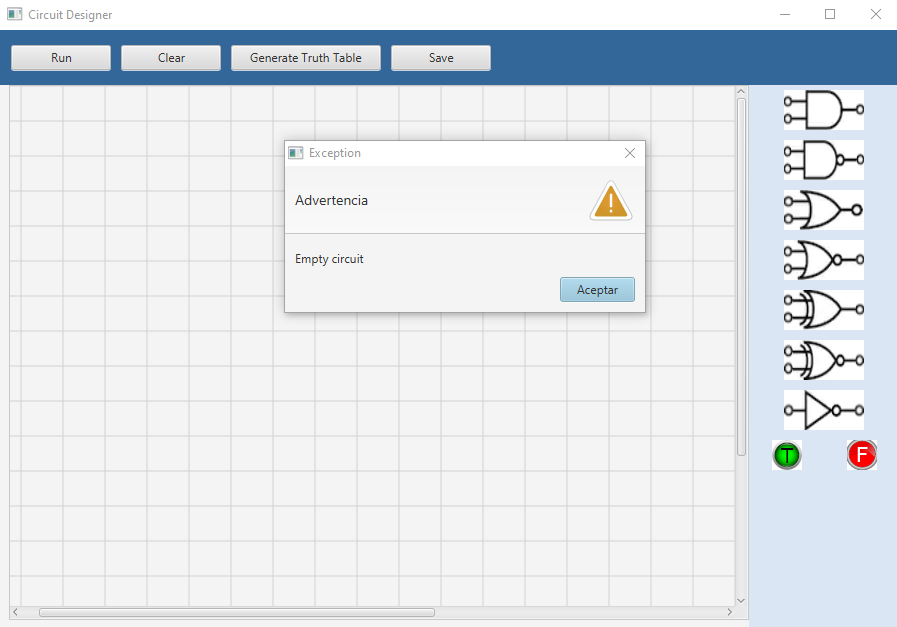 Circuit Designer
Run Clear Generate Truth Table Save
Exception
Advertencia
Empty circuit
Aceptar
T F